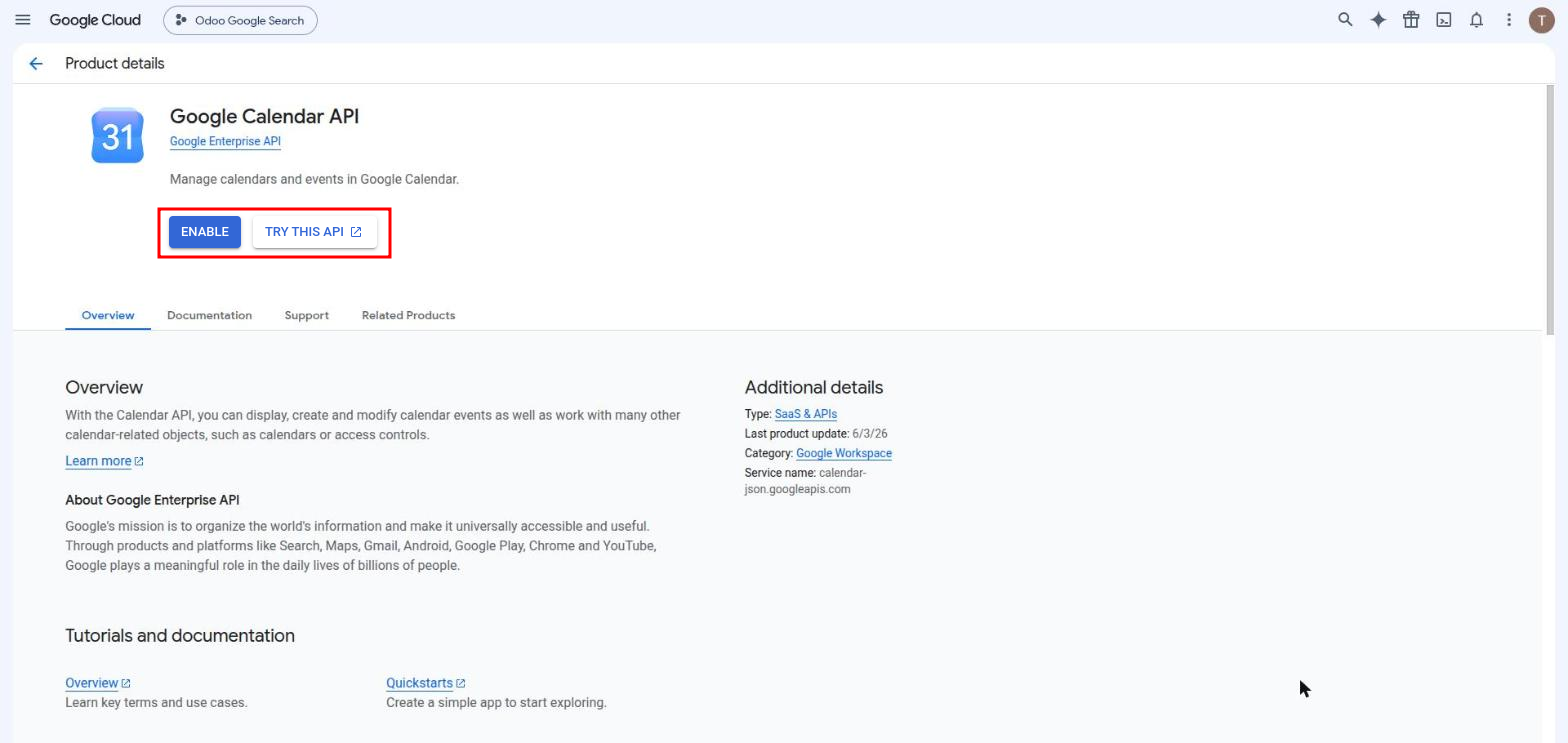 Google Cloud
Odoo Google Search
T
Product details
31
Google Calendar API
Google Enterprise API
Manage calendars and events in Google Calendar.
ENABLE
TRY THIS API
Overview
Documentation
Support
Related Products
Overview
With the Calendar API, you can display, create and modify calendar events as well as work with many other
calendar-related objects, such as calendars or access controls.
Learn more
About Google Enterprise API
Google's mission is to organize the world's information and make it universally accessible and useful.
Through products and platforms like Search, Maps, Gmail, Android, Google Play, Chrome and YouTube,
Google plays a meaningful role in the daily lives of billions of people.
Additional details
Type: SaaS & APIs
Last product update: 6/3/26
Category: Google Workspace
Service name: calendar-
json.googleapis.com
Tutorials and documentation
Overview
Learn key terms and use cases.
Quickstarts
Create a simple app to start exploring.